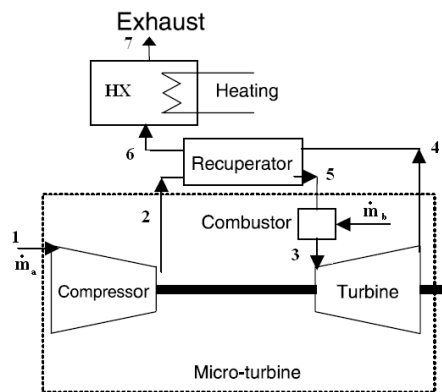 Exhaust
7
HX
Heating
6
4
Recuperator
5
2
Combustor
ṁb
1
3
ṁa
Compressor
Turbine
Micro-turbine